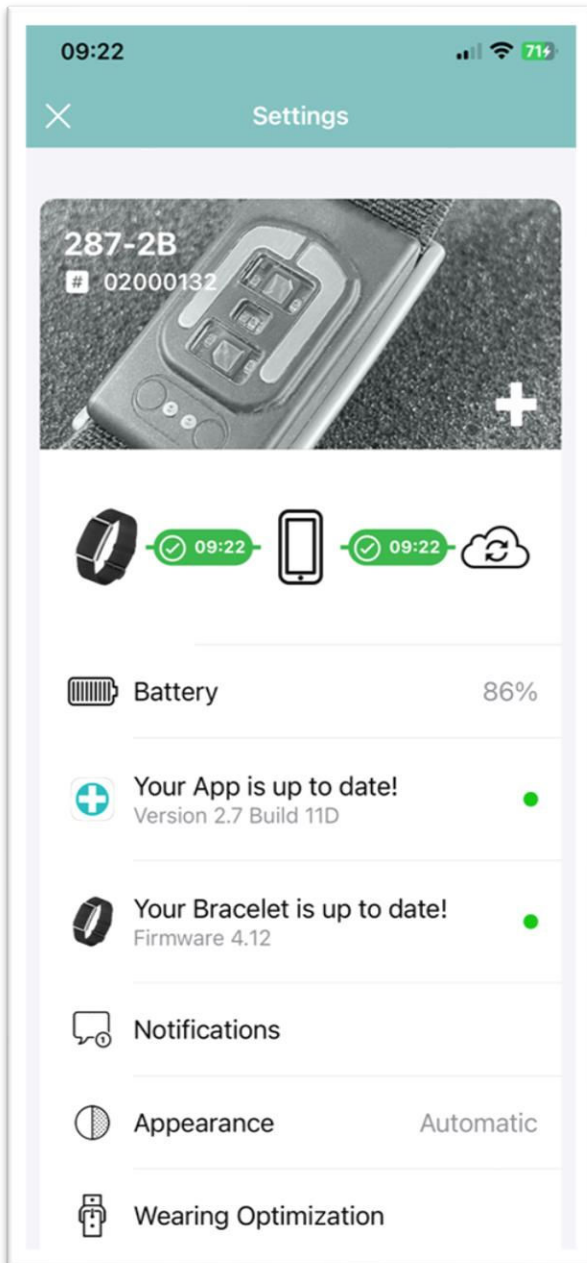 09:22
71
Settings
287-2B
# 02000132
09:22
09:22
Battery 86%
Your App is up to date!
Version 2.7 Build 11D
Your Bracelet is up to date!
Firmware 4.12
1
Notifications
Appearance Automatic
Wearing Optimization